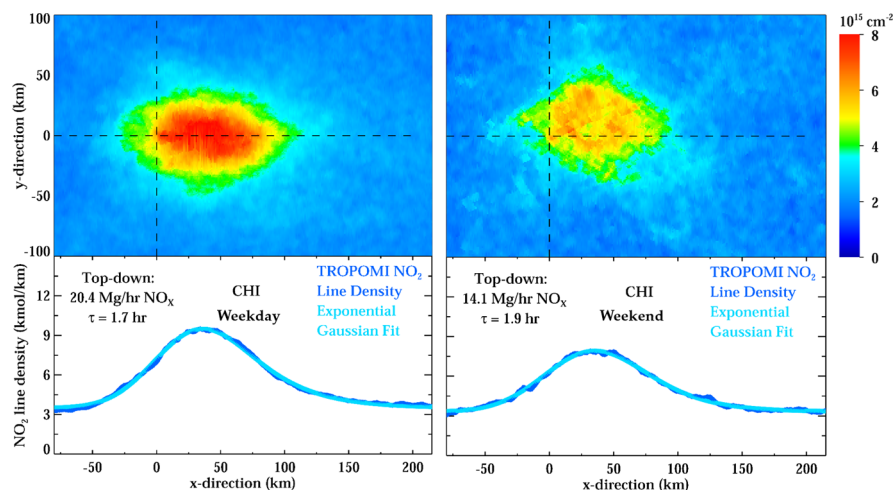 100
50
0
-50
-100
y-direction (km)
10¹⁵ cm⁻²
8
6
4
2
0
Top-down:
20.4 Mg/hr NOₓ
τ = 1.7 hr
CHI
Weekday
TROPOMI NO₂
Line Density
Exponential
Gaussian Fit
Top-down:
14.1 Mg/hr NOₓ
τ = 1.9 hr
CHI
Weekend
TROPOMI NO₂
Line Density
Exponential
Gaussian Fit
NO₂ line density (kmol/km)
12
9
6
3
0
-50 0 50 100 150 200
x-direction (km)
-50 0 50 100 150 200
x-direction (km)